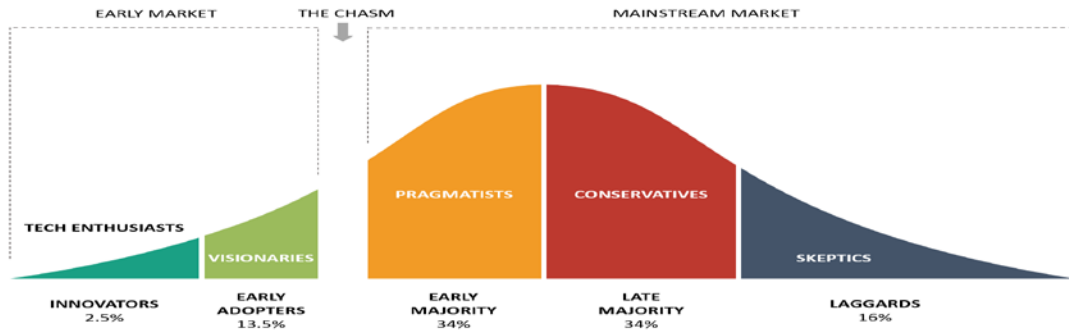 EARLY MARKET
THE CHASM
MAINSTREAM MARKET
TECH ENTHUSIASTS
VISIONARIES
PRAGMATISTS
CONSERVATIVES
SKEPTICS
INNOVATORS
2.5%
EARLY
ADOPTERS
13.5%
EARLY
MAJORITY
34%
LATE
MAJORITY
34%
LAGGARDS
16%